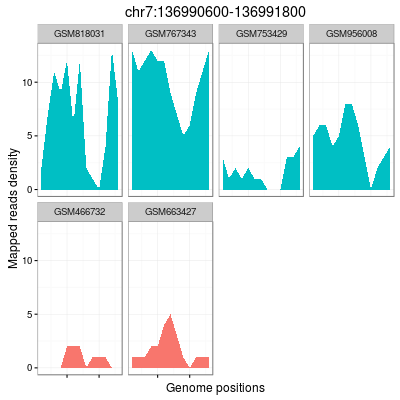 chr7:136990600-136991800
GSM818031 GSM767343 GSM753429 GSM956008
10
5
0
GSM466732 GSM663427
10
5
0
Mapped reads density
Genome positions